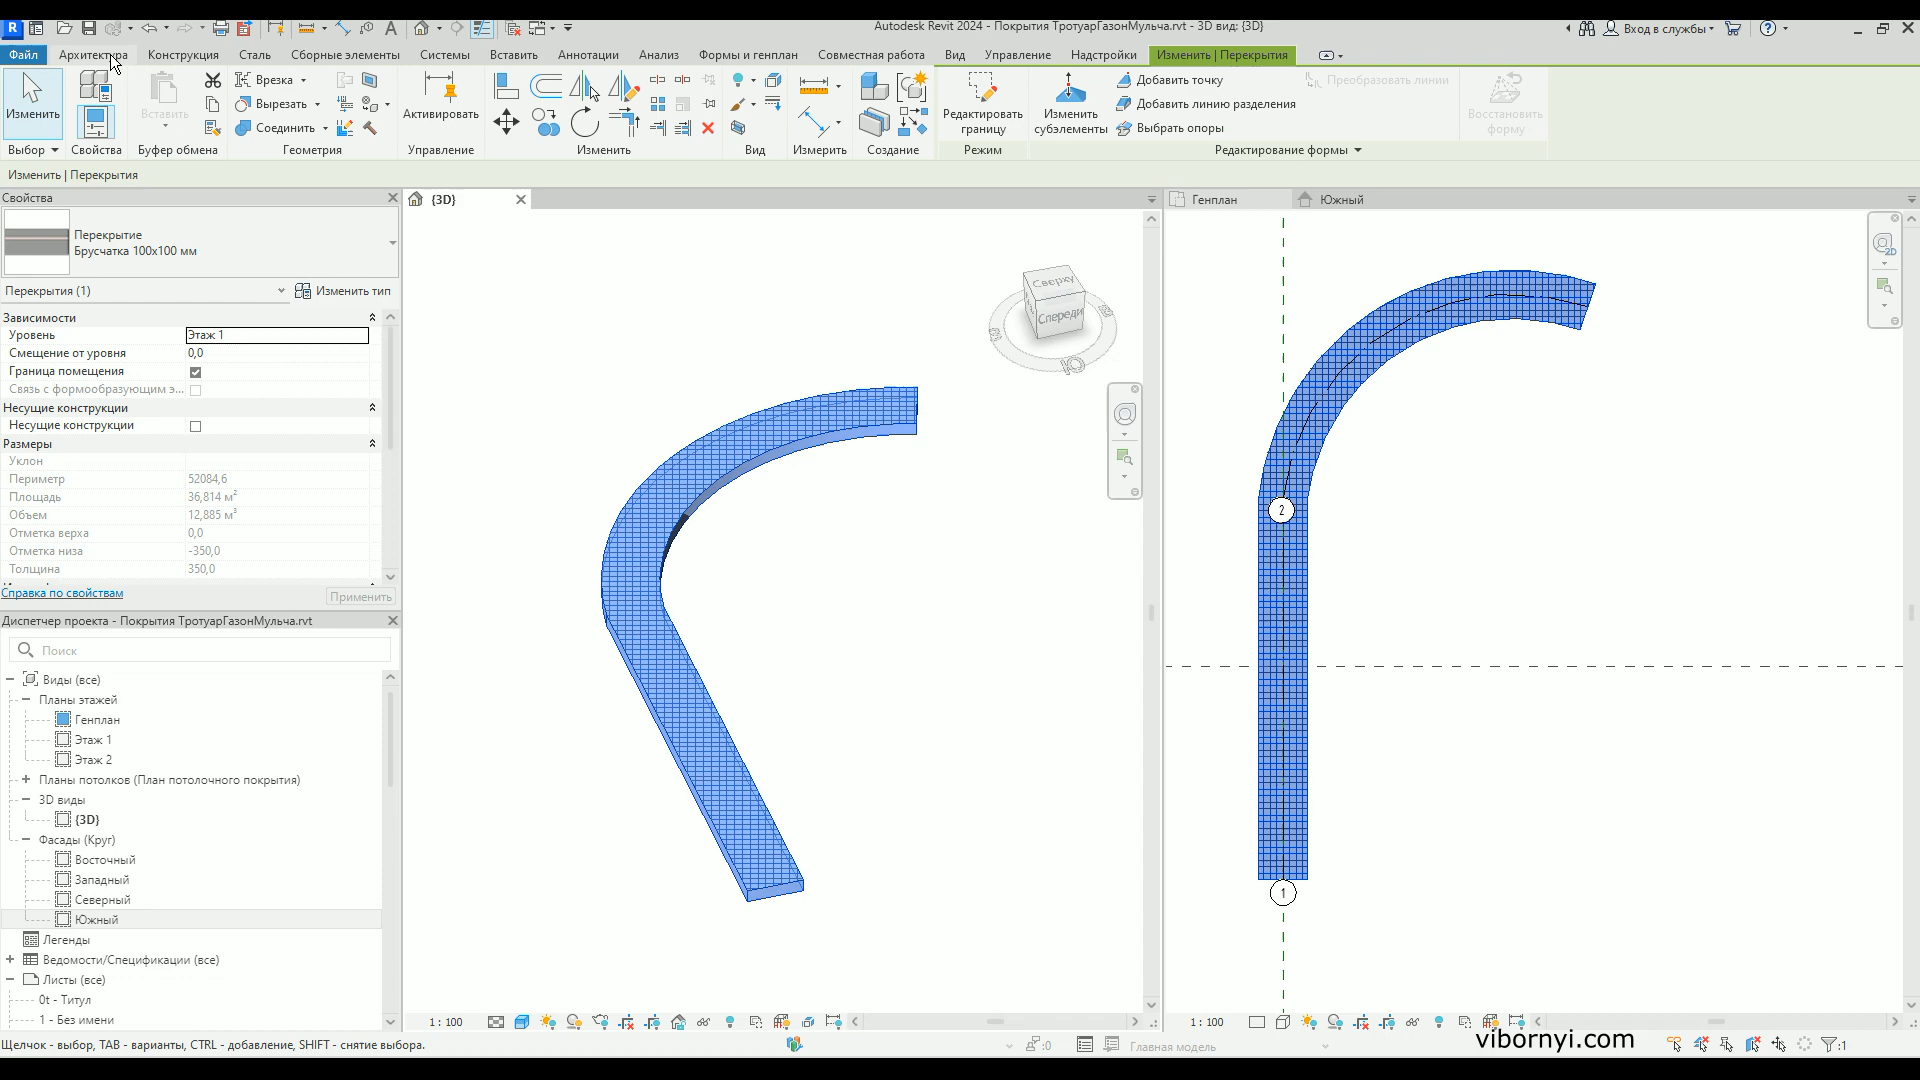 Autodesk Revit 2024 - Покрытия ТротуарГазонМульча.rvt - 3D вид: {3D}
Вход в службы
Файл Архитектура Конструкция Сталь Сборные элементы Системы Вставить Аннотации Анализ Формы и генплан Совместная работа Вид Управление Надстройки Изменить | Перекрытия
Врезка
Добавить точку
Преобразовать линии
Изменить
Вставить
Вырезать
Активировать
Редактировать границу
Изменить субэлементы
Добавить линию разделения
Восстановить форму
Соединить
Выбрать опоры
Выбор Свойства Буфер обмена Геометрия Управление Изменить Вид Измерить Создание Режим Редактирование формы
Изменить | Перекрытия
Свойства
{3D}
Генплан
Южный
Перекрытие
Брусчатка 100x100 мм
Перекрытия (1)
Изменить тип
Зависимости
Уровень Этаж 1
Смещение от уровня 0,0
Граница помещения
Связь с формообразующим э...
Несущие конструкции
Несущие конструкции
Размеры
Уклон
Периметр 52084,6
Площадь 36,814 м²
Объем 12,885 м³
Отметка верха 0,0
Отметка низа -350,0
Толщина 350,0
Справка по свойствам
Применить
Сверху
Спереди
Ю
2
1
Диспетчер проекта - Покрытия ТротуарГазонМульча.rvt
Поиск
Виды (все)
Планы этажей
Генплан
Этаж 1
Этаж 2
Планы потолков (План потолочного покрытия)
3D виды
{3D}
Фасады (Круг)
Восточный
Западный
Северный
Южный
Легенды
Ведомости/Спецификации (все)
Листы (все)
0t - Титул
1 - Без имени
1 : 100
1 : 100
Щелчок - выбор, TAB - варианты, CTRL - добавление, SHIFT - снятие выбора.
:0
Главная модель
vibornyi.com
:1